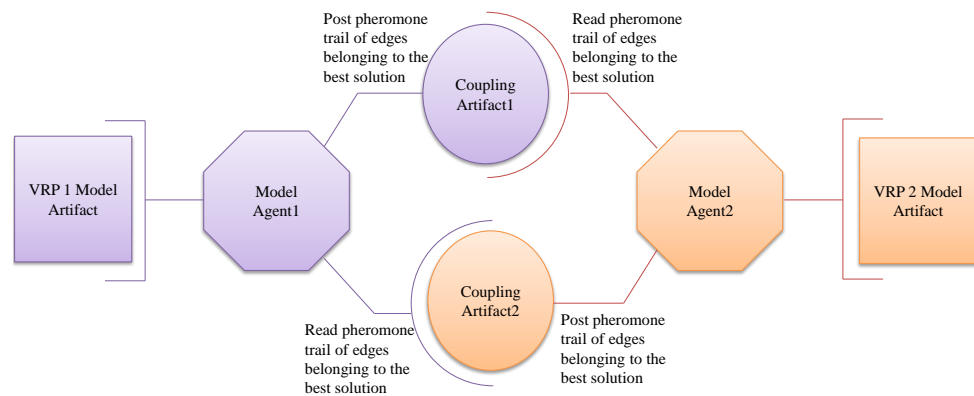 Post pheromone
trail of edges
belonging to the
best solution
Read pheromone
trail of edges
belonging to the
best solution
Coupling
Artifact1
VRP 1 Model
Artifact
Model
Agent1
Model
Agent2
VRP 2 Model
Artifact
Coupling
Artifact2
Read pheromone
trail of edges
belonging to the
best solution
Post pheromone
trail of edges
belonging to the
best solution